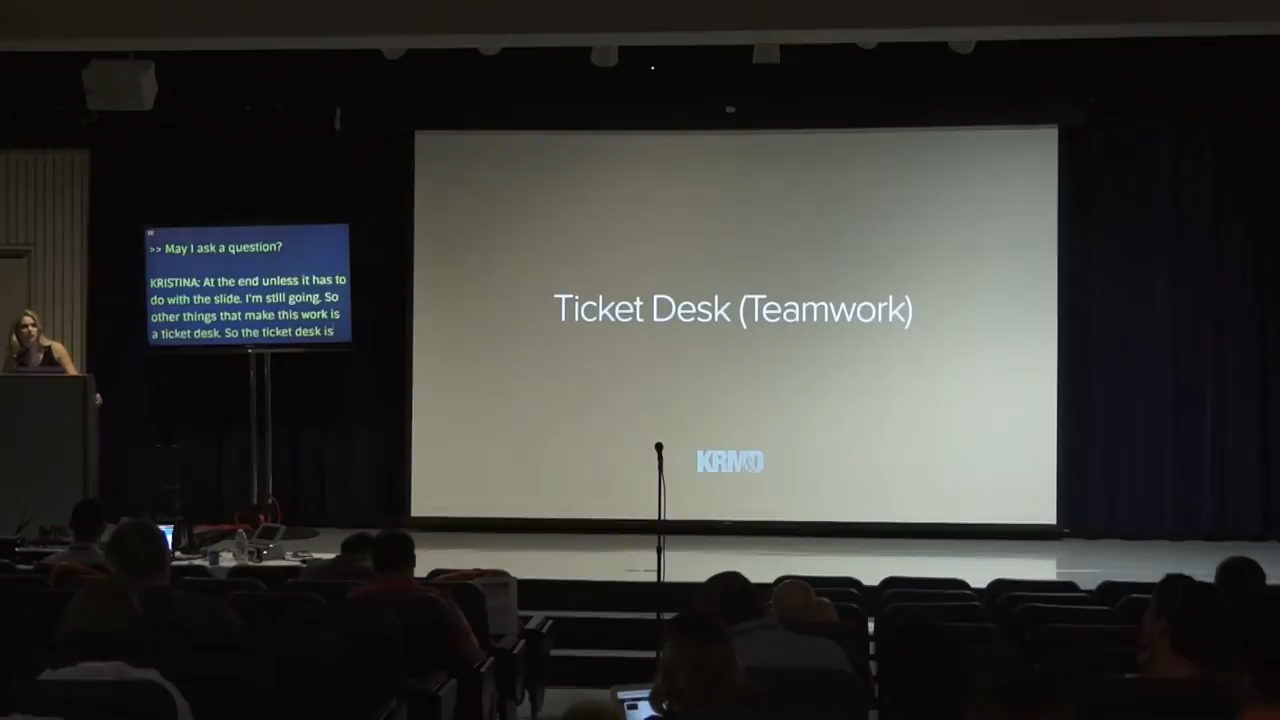 >> May I ask a question?
KRISTINA: At the end unless it has to
do with the slide. I'm still going. So
other things that make this work is
a ticket desk. So the ticket desk is
Ticket Desk (Teamwork)
KRM&D